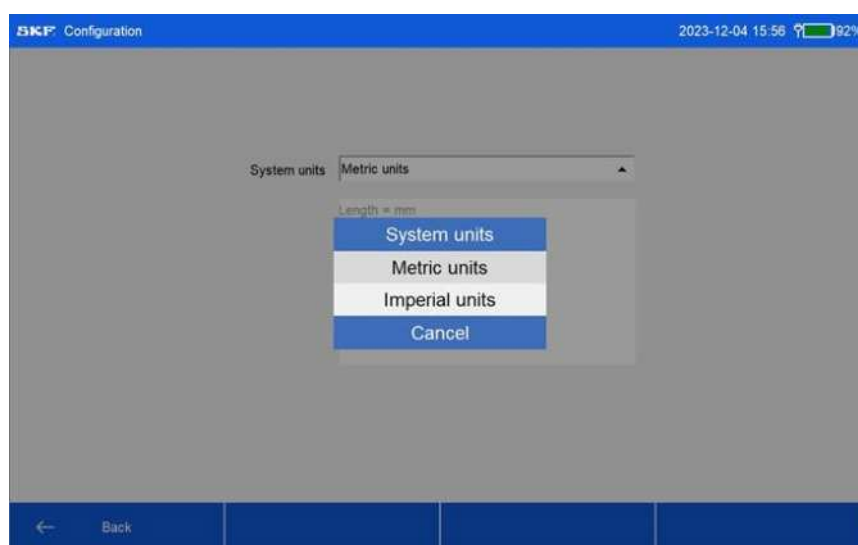 SKF. Configuration 2023-12-04 15:56 92%
System units Metric units
Length = mm
System units
Metric units
Imperial units
Cancel
Back